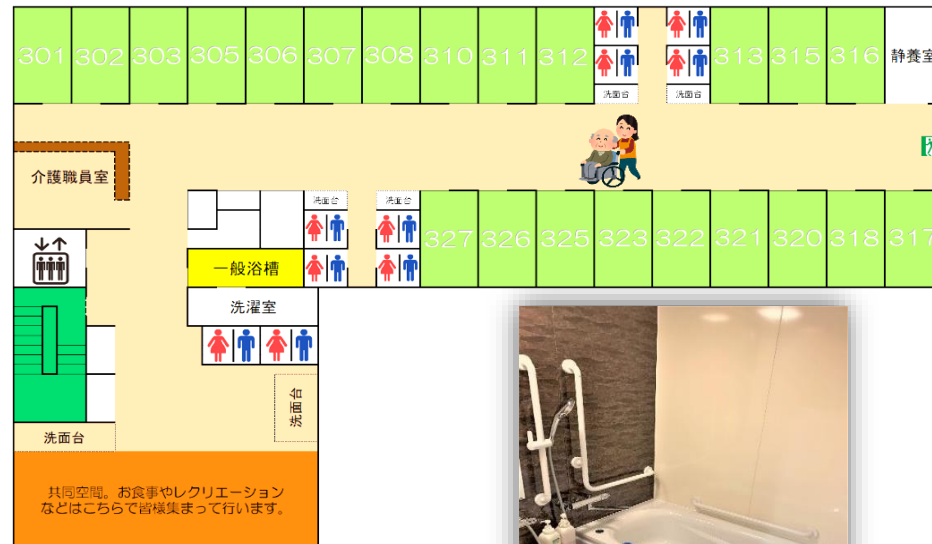 301 302 303 305 306 307 308 310 311 312 313 315 316 静養室
洗面台 洗面台
介護職員室
洗面台 洗面台
327 326 325 323 322 321 320 318 317
一般浴槽
洗濯室
洗面台
洗面台
共同空間。お食事やレクリエーション
などはこちらで皆様集まって行います。